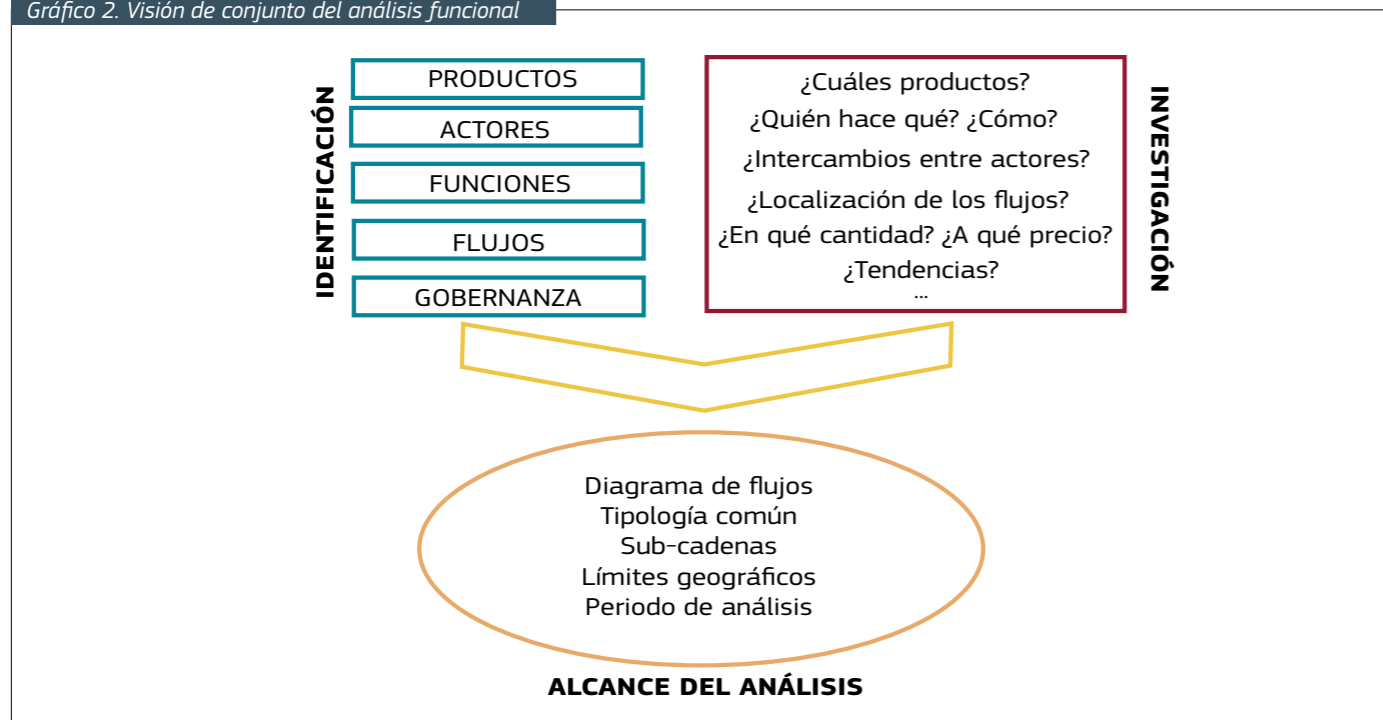 Gráfico 2. Visión de conjunto del análisis funcional
IDENTIFICACIÓN
PRODUCTOS
ACTORES
FUNCIONES
FLUJOS
GOBERNANZA
¿Cuáles productos?
¿Quién hace qué? ¿Cómo?
¿Intercambios entre actores?
¿Localización de los flujos?
¿En qué cantidad? ¿A qué precio?
¿Tendencias?
...
INVESTIGACIÓN
Diagrama de flujos
Tipología común
Sub-cadenas
Límites geográficos
Periodo de análisis
ALCANCE DEL ANÁLISIS